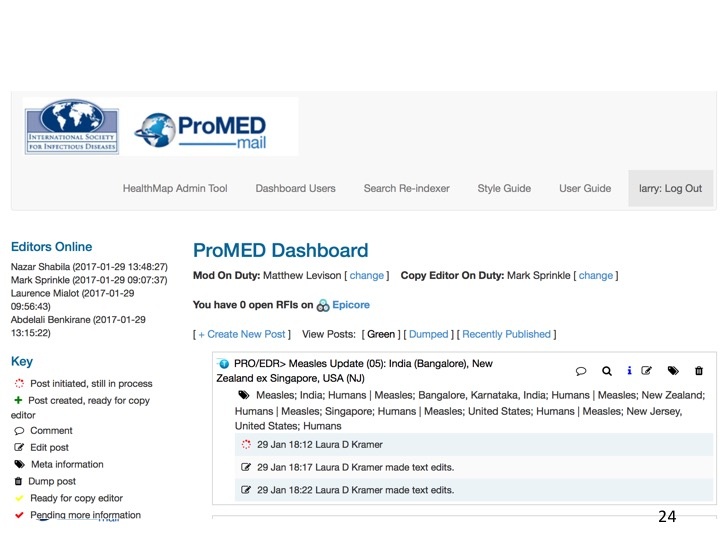 INTERNATIONAL SOCIETY
FOR INFECTIOUS DISEASES
ProMED
mail
HealthMap Admin Tool Dashboard Users Search Re-indexer Style Guide User Guide larry: Log Out
Editors Online
Nazar Shabila (2017-01-29 13:48:27)
Mark Sprinkle (2017-01-29 09:07:37)
Laurence Mialot (2017-01-29
09:56:43)
Abdelali Benkirane (2017-01-29
13:15:22)
Key
Post initiated, still in process
Post created, ready for copy
editor
Comment
Edit post
Meta information
Dump post
Ready for copy editor
Pending more information
ProMED Dashboard
Mod On Duty: Matthew Levison [ change ] Copy Editor On Duty: Mark Sprinkle [ change ]
You have 0 open RFIs on Epicore
[ + Create New Post ] View Posts: [ Green ] [ Dumped ] [ Recently Published ]
PRO/EDR> Measles Update (05): India (Bangalore), New
Zealand ex Singapore, USA (NJ)
Measles; India; Humans | Measles; Bangalore, Karnataka, India; Humans | Measles; New Zealand;
Humans | Measles; Singapore; Humans | Measles; United States; Humans | Measles; New Jersey,
United States; Humans
29 Jan 18:12 Laura D Kramer
29 Jan 18:17 Laura D Kramer made text edits.
29 Jan 18:22 Laura D Kramer made text edits.
24